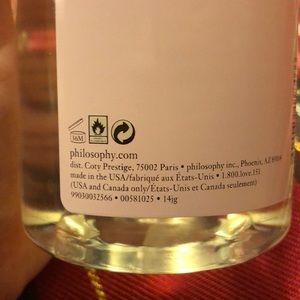 36M
philosophy.com
dist. Coty Prestige, 75002 Paris • philosophy inc., Phoenix, AZ
made in the USA/fabriqué aux États-Unis • 1.800.love.151
(USA and Canada only/États-Unis et Canada seulement)
99030032566 • 00581025 • 14jg